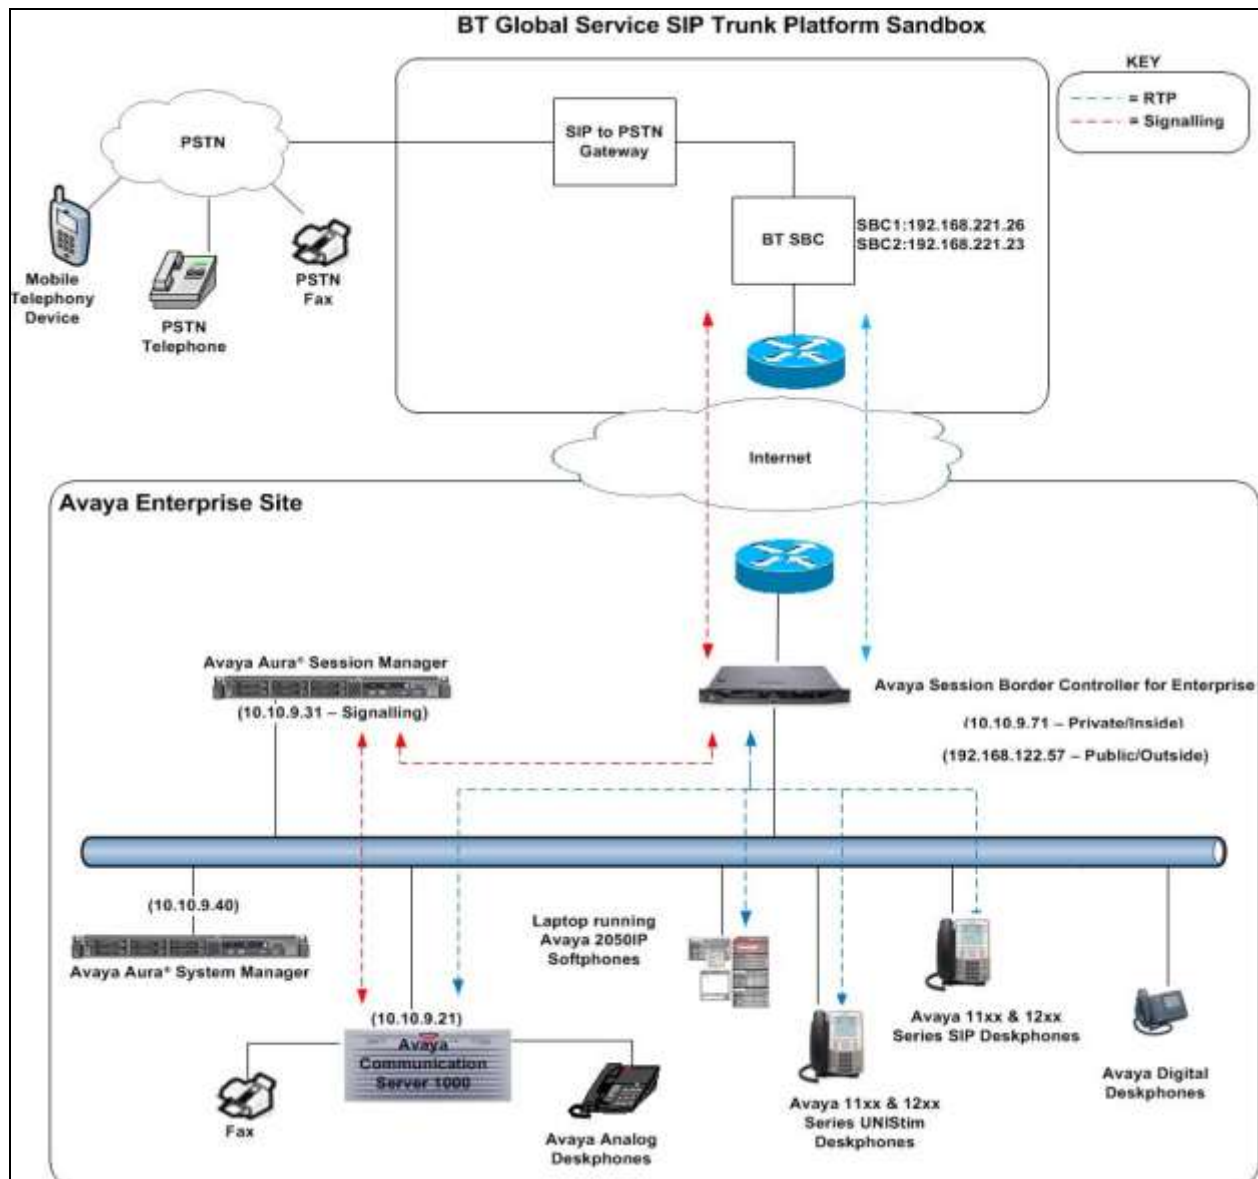 BT Global Service SIP Trunk Platform Sandbox
KEY
= RTP
= Signalling
SIP to PSTN
Gateway
PSTN
BT SBC
SBC1:192.168.221.26
SBC2:192.168.221.23
Mobile
Telephony
Device
PSTN
Telephone
PSTN
Fax
Internet
Avaya Enterprise Site
Avaya Aura® Session Manager
(10.10.9.31 – Signalling)
Avaya Session Border Controller for Enterprise
(10.10.9.71 – Private/Inside)
(192.168.122.57 – Public/Outside)
(10.10.9.40)
Avaya Aura® System Manager
Laptop running
Avaya 2050IP
Softphones
(10.10.9.21)
Avaya
Communication
Server 1000
Fax
Avaya Analog
Deskphones
Avaya 11xx & 12xx
Series UNIStim
Deskphones
Avaya 11xx & 12xx
Series SIP Deskphones
Avaya Digital
Deskphones